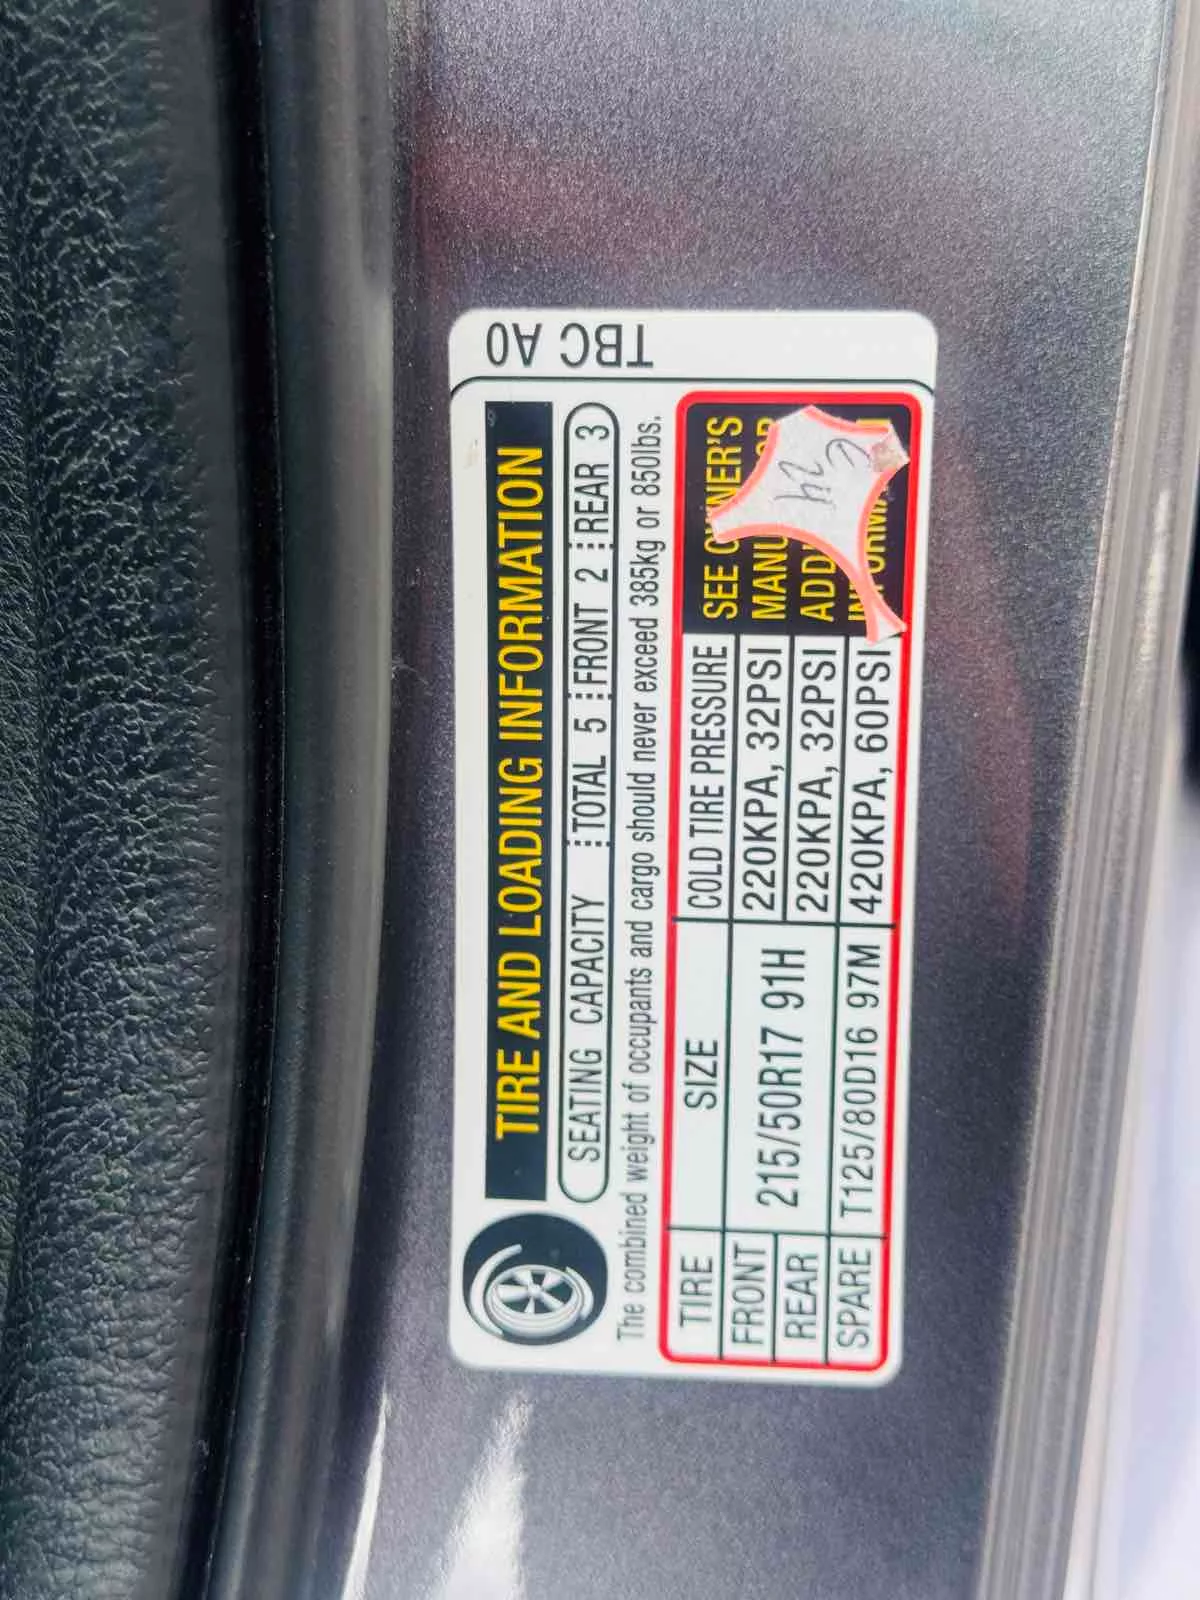 TBC A0
TIRE AND LOADING INFORMATION
SEATING CAPACITY TOTAL 5 FRONT 2 REAR 3
The combined weight of occupants and cargo should never exceed 385kg or 850lbs.
TIRE SIZE COLD TIRE PRESSURE
FRONT 215/50R17 91H 220KPA, 32PSI
REAR 220KPA, 32PSI
SPARE T125/80D16 97M 420KPA, 60PSI
SEE